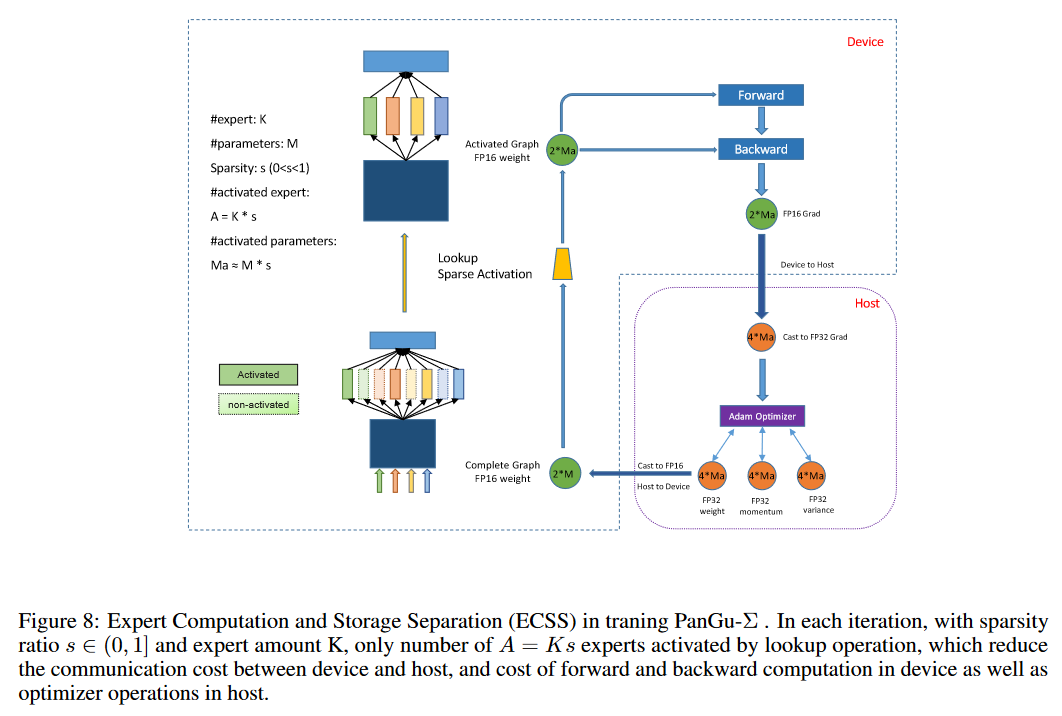 Device
#expert: K
#parameters: M
Sparsity: s (0<s<1)
#activated expert:
A = K * s
#activated parameters:
Ma ≈ M * s
Lookup
Sparse Activation
Activated
non-activated
Activated Graph
FP16 weight
2*Ma
Forward
Backward
2*Ma
FP16 Grad
Device to Host
Host
4*Ma
Cast to FP32 Grad
Adam Optimizer
Complete Graph
FP16 weight
2*M
Cast to FP16
Host to Device
4*Ma
4*Ma
4*Ma
FP32
weight
FP32
momentum
FP32
variance
Figure 8: Expert Computation and Storage Separation (ECSS) in traning PanGu-Σ . In each iteration, with sparsity
ratio s ∈ (0, 1] and expert amount K, only number of A = Ks experts activated by lookup operation, which reduce
the communication cost between device and host, and cost of forward and backward computation in device as well as
optimizer operations in host.